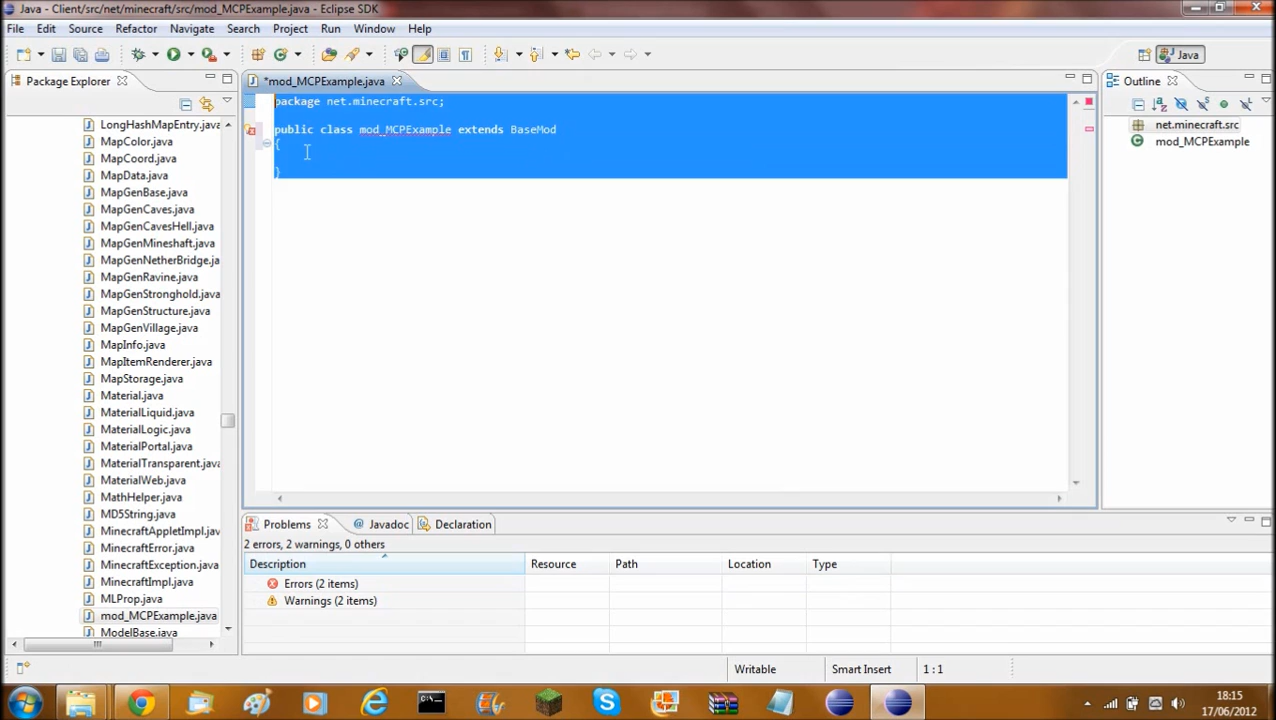 Java - Client/src/net/minecraft/src/mod_MCPExample.java - Eclipse SDK
File Edit Source Refactor Navigate Search Project Run Window Help
Java
Package Explorer
*mod_MCPExample.java
Outline
LongHashMapEntry.java
MapColor.java
MapCoord.java
MapData.java
MapGenBase.java
MapGenCaves.java
MapGenCavesHell.java
MapGenMineshaft.java
MapGenNetherBridge.ja
MapGenRavine.java
MapGenStronghold.java
MapGenStructure.java
MapGenVillage.java
MapInfo.java
MapItemRenderer.java
MapStorage.java
Material.java
MaterialLiquid.java
MaterialLogic.java
MaterialPortal.java
MaterialTransparent.java
MaterialWeb.java
MathHelper.java
MD5String.java
MinecraftAppletImpl.jav
MinecraftError.java
MinecraftException.java
MinecraftImpl.java
MLProp.java
mod_MCPExample.java
ModelBase.java
package net.minecraft.src;
public class mod_MCPExample extends BaseMod
{
}
net.minecraft.src
mod_MCPExample
Problems Javadoc Declaration
2 errors, 2 warnings, 0 others
Description Resource Path Location Type
Errors (2 items)
Warnings (2 items)
Writable Smart Insert 1 : 1
18:15
17/06/2012